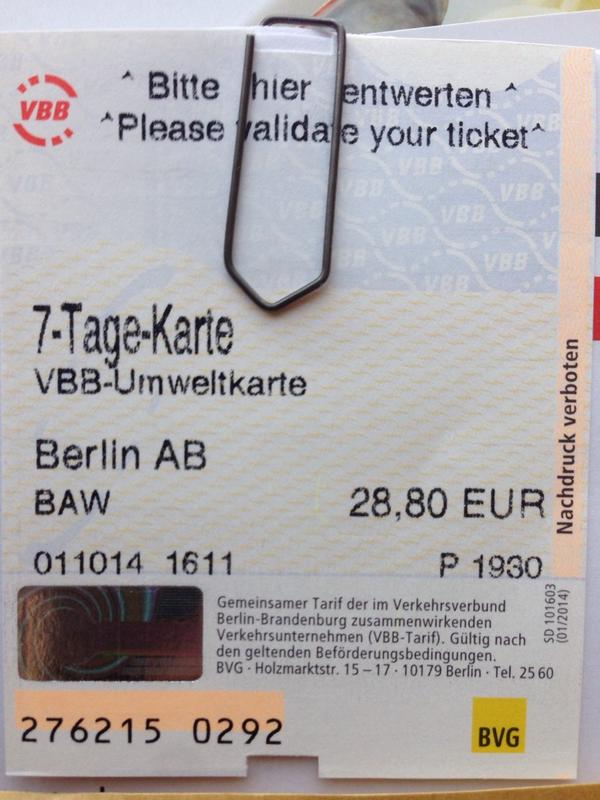 VBB
^ Bitte hier entwerten ^
^Please validate your ticket^
7-Tage-Karte
VBB-Umweltkarte
Berlin AB
BAW 28,80 EUR
011014 1611 P 1930
Nachdruck verboten
Gemeinsamer Tarif der im Verkehrsverbund
Berlin-Brandenburg zusammenwirkenden
Verkehrsunternehmen (VBB-Tarif). Gültig nach
den geltenden Beförderungsbedingungen.
BVG · Holzmarktstr. 15 – 17 · 10179 Berlin · Tel. 25 60
SD 101603
(01/2014)
276215 0292
BVG